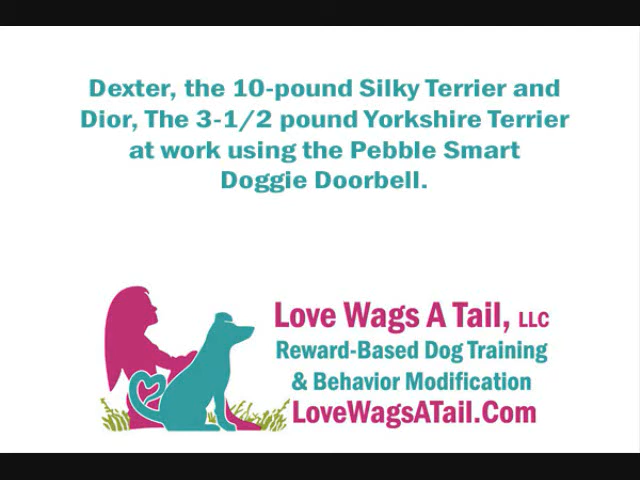 Dexter, the 10-pound Silky Terrier and
Dior, The 3-1/2 pound Yorkshire Terrier
at work using the Pebble Smart
Doggie Doorbell.
Love Wags A Tail, LLC
Reward-Based Dog Training
& Behavior Modification
LoveWagsATail.Com